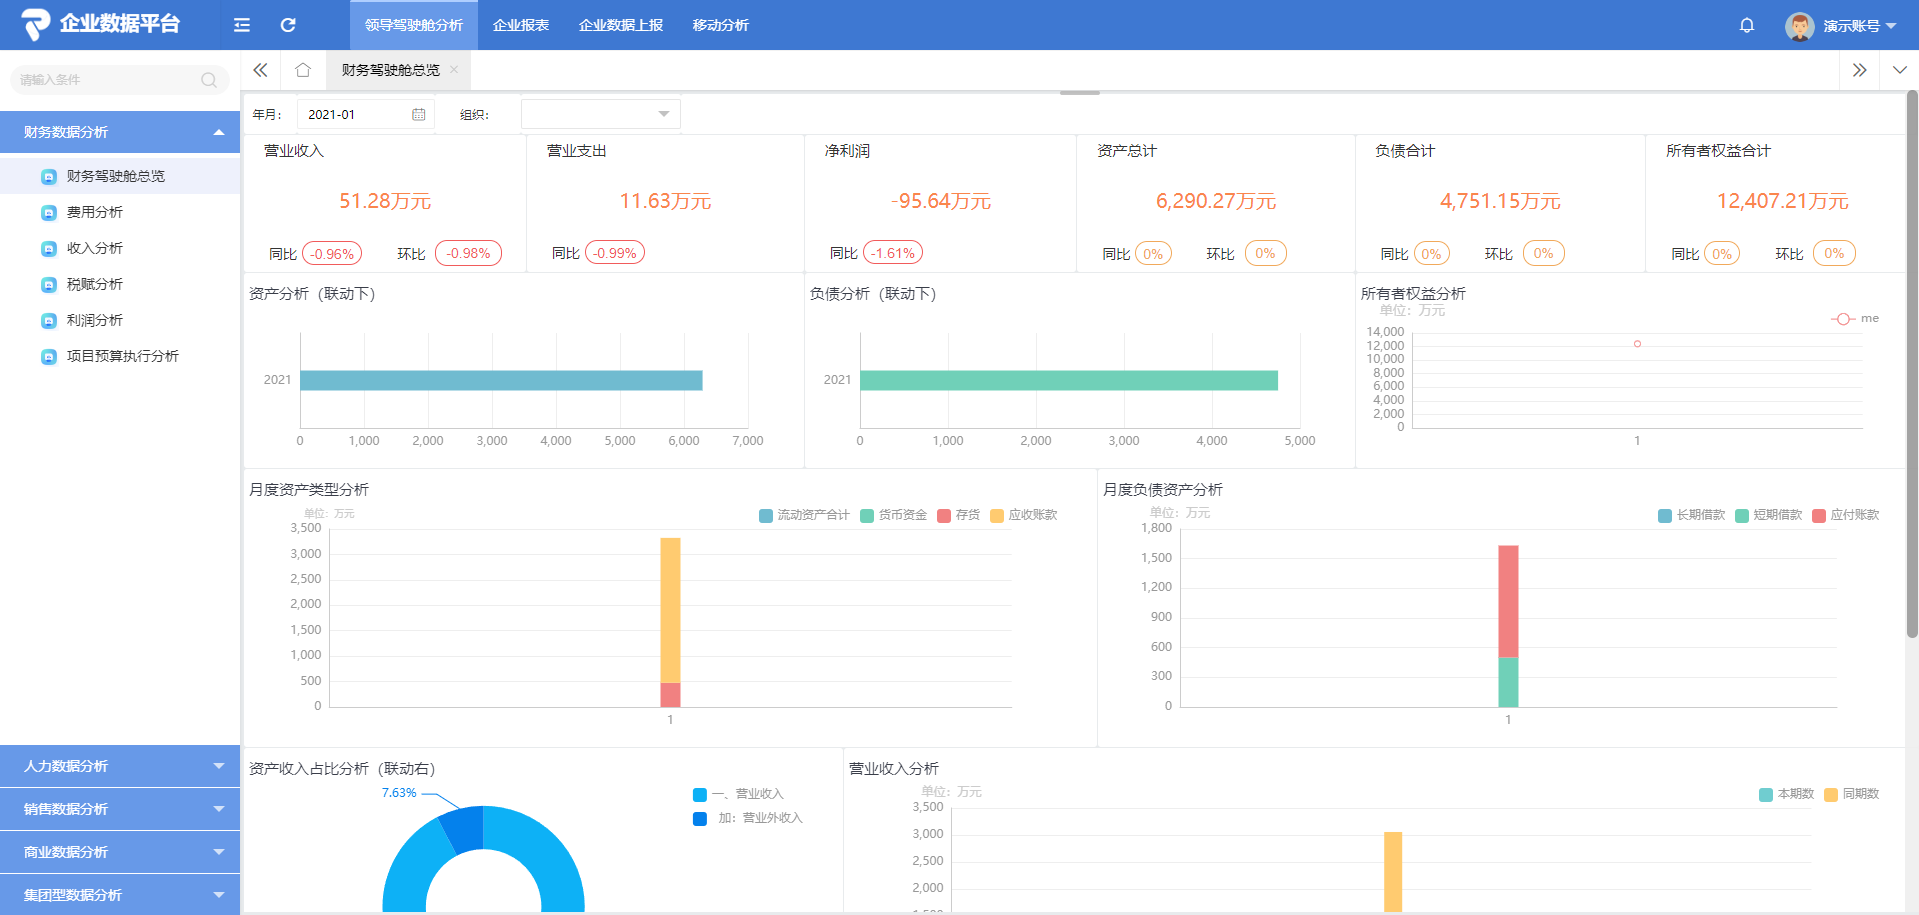 企业数据平台
领导驾驶舱分析 企业报表 企业数据上报 移动分析
演示账号
请输入条件
财务驾驶舱总览
财务数据分析
财务驾驶舱总览
费用分析
收入分析
税赋分析
利润分析
项目预算执行分析
人力数据分析
销售数据分析
商业数据分析
集团型数据分析
年月： 2021-01 组织：
营业收入
51.28万元
同比 -0.96% 环比 -0.98%
营业支出
11.63万元
同比 -0.99%
净利润
-95.64万元
同比 -1.61%
资产总计
6,290.27万元
同比 0% 环比 0%
负债合计
4,751.15万元
同比 0% 环比 0%
所有者权益合计
12,407.21万元
同比 0% 环比 0%
资产分析（联动下）
2021
0 1,000 2,000 3,000 4,000 5,000 6,000 7,000
负债分析（联动下）
2021
0 1,000 2,000 3,000 4,000 5,000
所有者权益分析
单位：万元
me
14,000
12,000
10,000
8,000
6,000
4,000
2,000
0
1
月度资产类型分析
单位：万元
流动资产合计 货币资金 存货 应收账款
3,500
3,000
2,500
2,000
1,500
1,000
500
0
1
月度负债资产分析
单位：万元
长期借款 短期借款 应付账款
1,800
1,500
1,200
900
600
300
0
1
资产收入占比分析（联动右）
7.63%
一、营业收入
加：营业外收入
营业收入分析
单位：万元
本期数 同期数
3,500
3,000
2,500
2,000
1,500